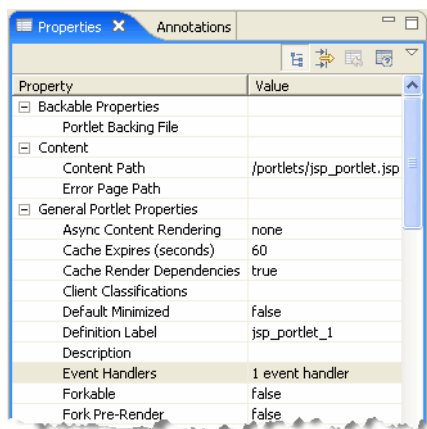 Properties Annotations
Property Value
Backable Properties
Portlet Backing File
Content
Content Path /portlets/jsp_portlet.jsp
Error Page Path
General Portlet Properties
Async Content Rendering none
Cache Expires (seconds) 60
Cache Render Dependencies true
Client Classifications
Default Minimized false
Definition Label jsp_portlet_1
Description
Event Handlers 1 event handler
Forkable false
Fork Pre-Render false